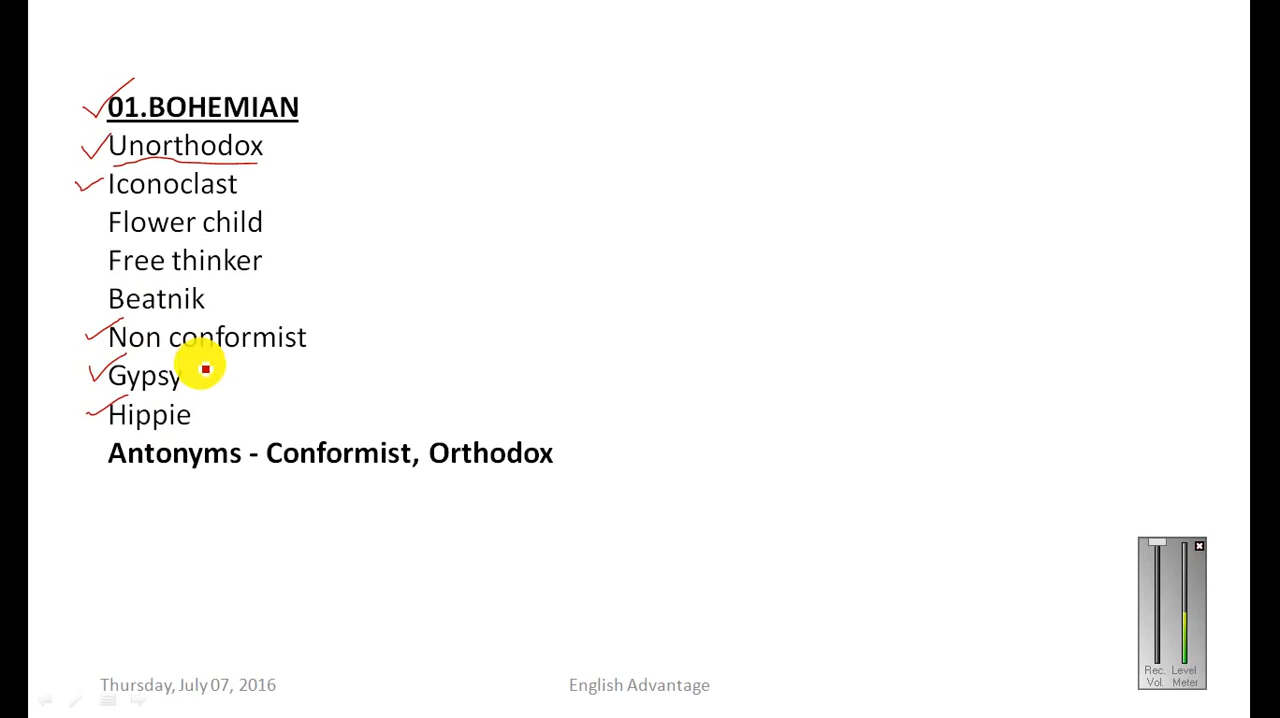 01.BOHEMIAN
Unorthodox
Iconoclast
Flower child
Free thinker
Beatnik
Non conformist
Gypsy
Hippie
Antonyms - Conformist, Orthodox
Rec. Level
Vol. Meter
Thursday, July 07, 2016 English Advantage